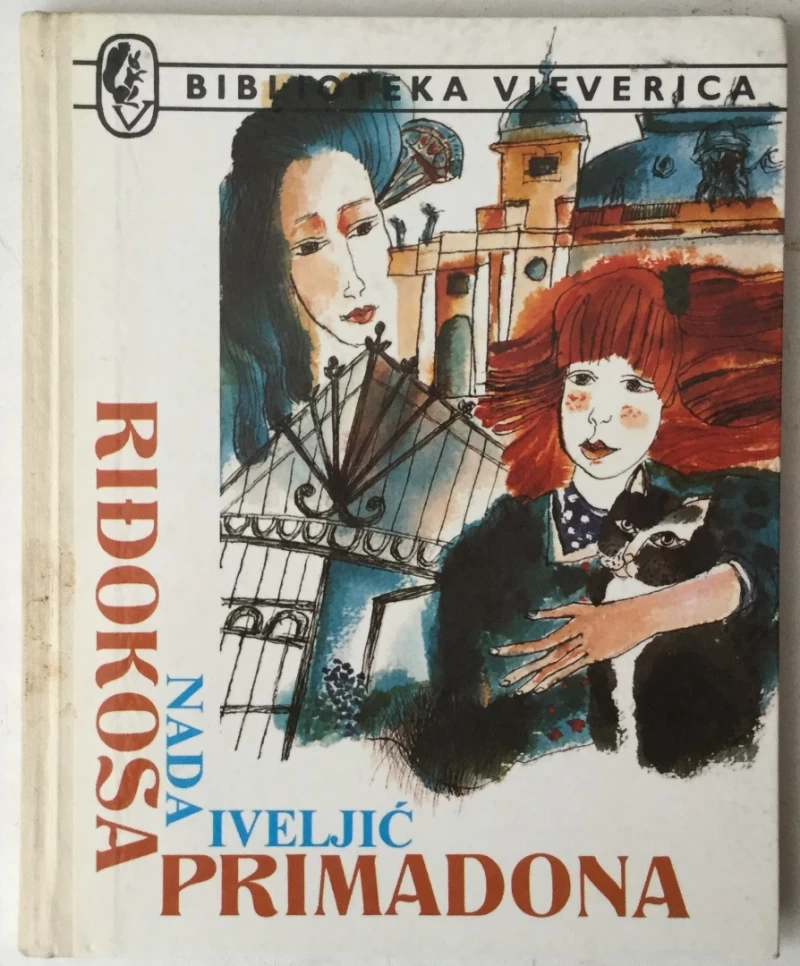 V
BIBLIOTEKA VJEVERICA
RIĐOKOSA
NADA
IVELJIĆ
PRIMADONA